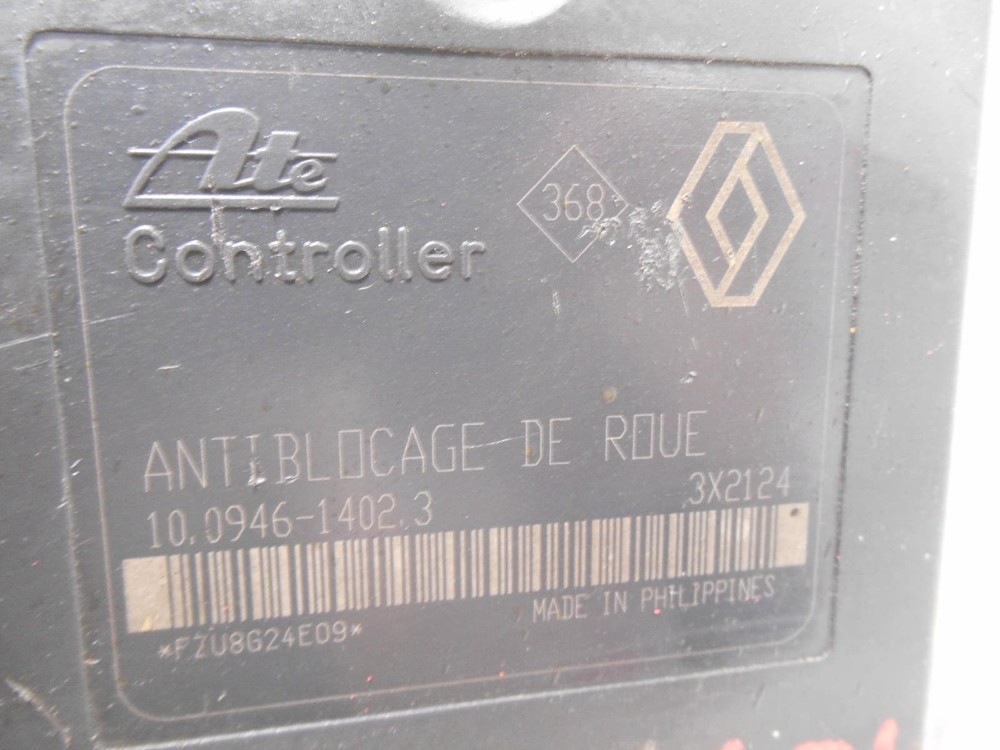 Ate
Controller
368
ANTIBLOCAGE DE ROUE
10.0946-1402.3
3X2124
MADE IN PHILIPPINES
*FZU8G24E09*